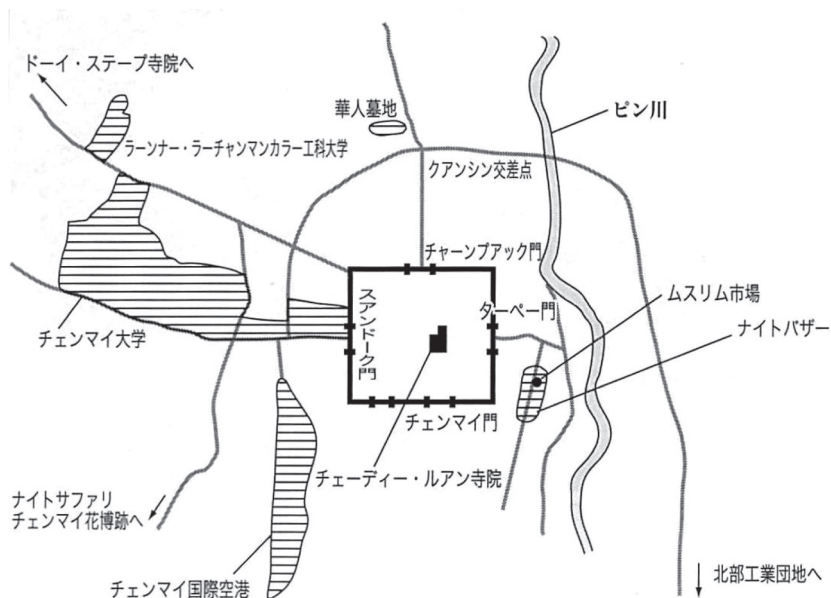 ドーイ・ステープ寺院へ
華人墓地
ピン川
ラーンナー・ラーチャンマンカラー工科大学
クアンシン交差点
チャーンプアック門
スアンドーク門
ターペー門
ムスリム市場
ナイトバザー
チェンマイ大学
チェンマイ門
チェーディー・ルアン寺院
ナイトサファリ
チェンマイ花博跡へ
チェンマイ国際空港
北部工業団地へ